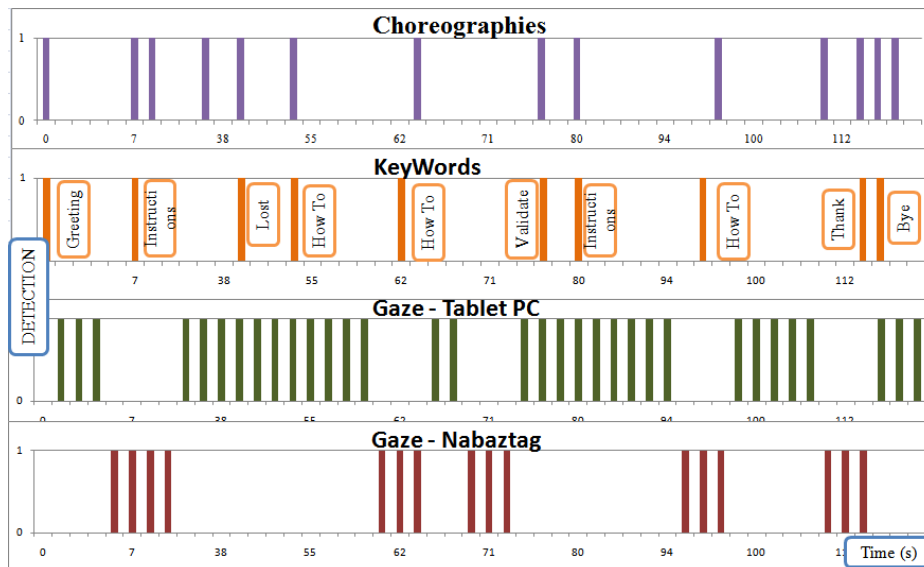 Choreographies
1
0
0 7 38 55 62 71 80 94 100 112
KeyWords
1
Greeting
Instructi
ons
Lost
How To
How To
Validate
Instructi
ons
How To
Thank
Bye
DETECTION
7 38 55 62 71 80 94 100 112
Gaze - Tablet PC
0
0 7 38 55 62 71 80 94 100 112
Gaze - Nabaztag
1
0
0 7 38 55 62 71 80 94 100
Time (s)